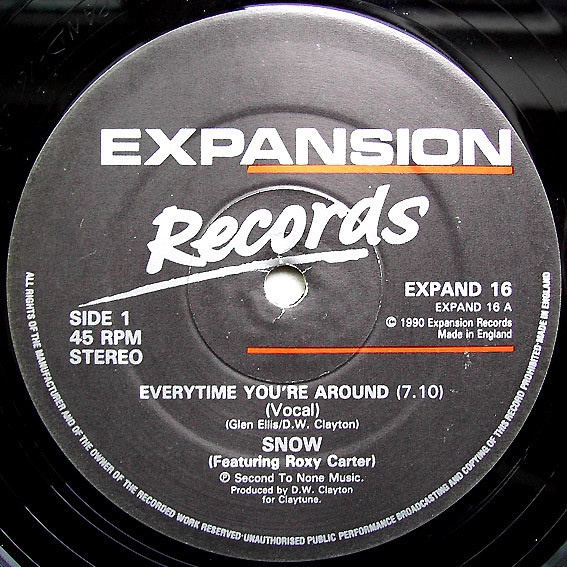 EXPANSION
Records
EXPAND 16
EXPAND 16 A
© 1990 Expansion Records
Made in England
SIDE 1
45 RPM
STEREO
EVERYTIME YOU'RE AROUND (7.10)
(Vocal)
(Glen Ellis/D.W. Clayton)
SNOW
(Featuring Roxy Carter)
℗ Second To None Music.
Produced by D.W. Clayton
for Claytune.
ALL RIGHTS OF THE MANUFACTURER AND OF THE OWNER OF THE RECORDED WORK RESERVED·UNAUTHORISED PUBLIC PERFORMANCE BROADCASTING AND COPYING OF THIS RECORD PROHIBITED·MADE IN ENGLAND